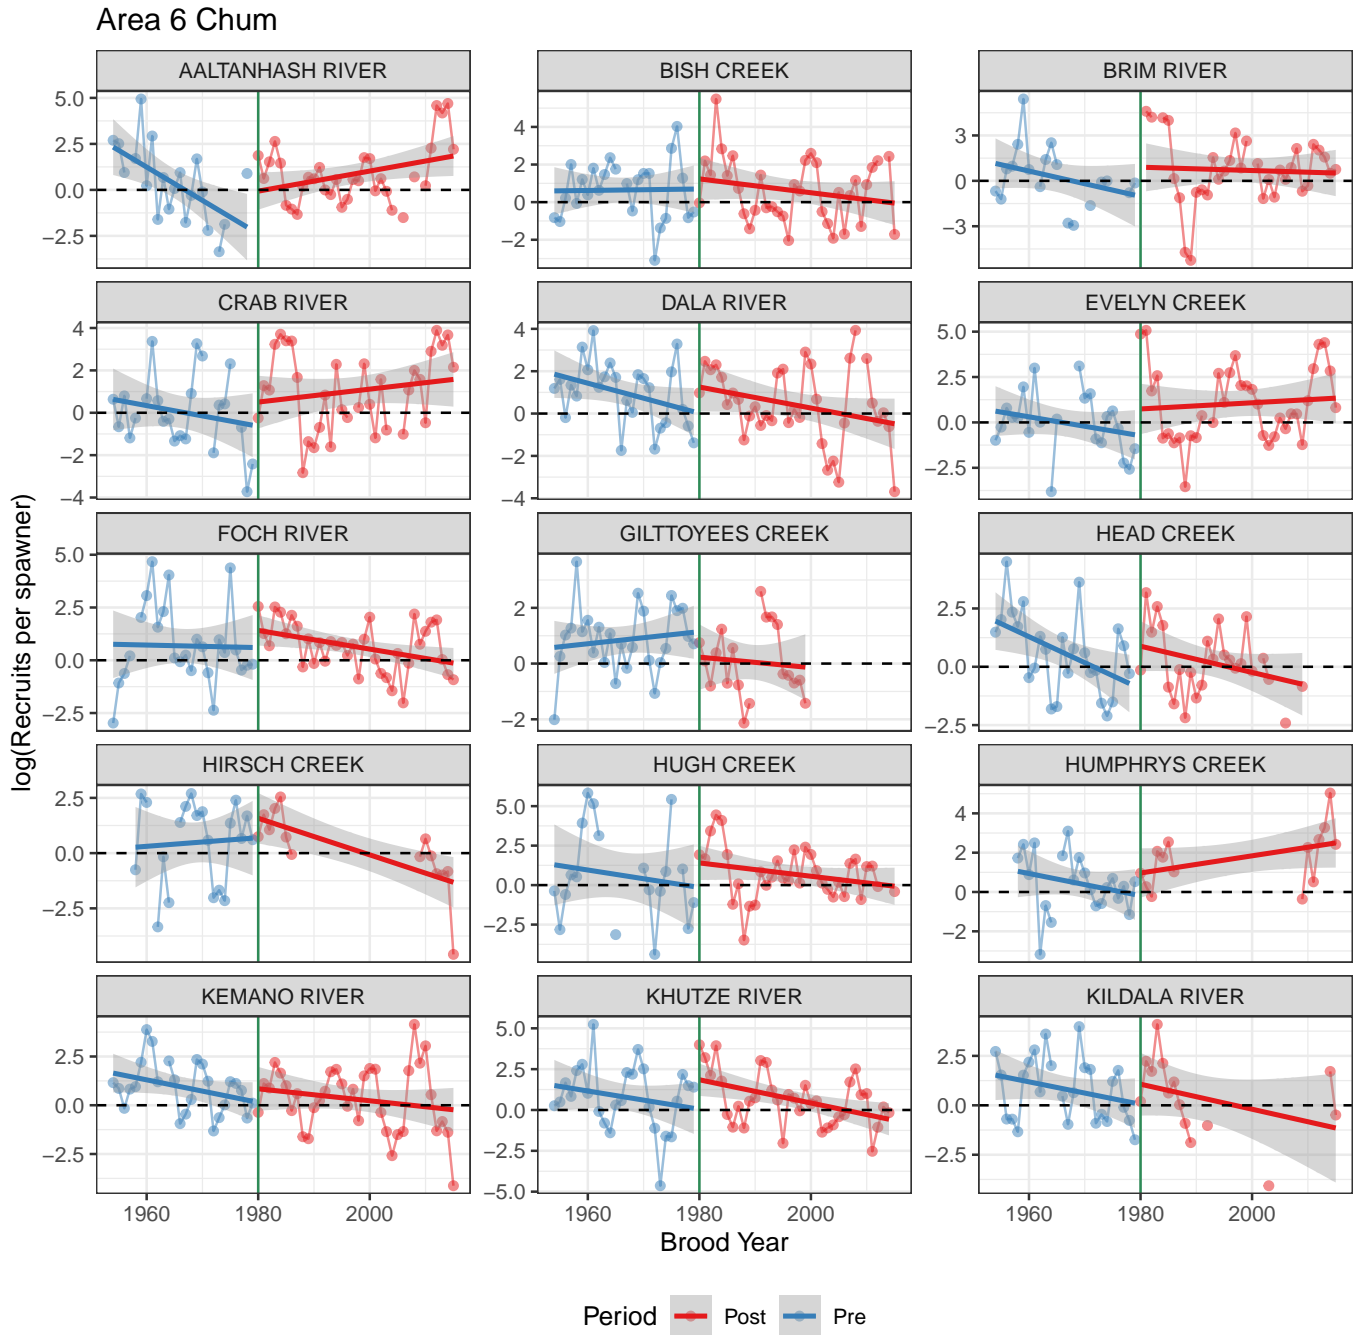 Area 6 Chum
AALTANHASH RIVER
BISH CREEK
BRIM RIVER
5.0
2.5
0.0
−2.5
4
2
0
−2
3
0
−3
CRAB RIVER
DALA RIVER
EVELYN CREEK
4
2
0
−2
−4
4
2
0
−2
−4
5.0
2.5
0.0
−2.5
FOCH RIVER
GILTTOYEES CREEK
HEAD CREEK
5.0
2.5
0.0
−2.5
2
0
−2
2.5
0.0
−2.5
HIRSCH CREEK
HUGH CREEK
HUMPHRYS CREEK
2.5
0.0
−2.5
5.0
2.5
0.0
−2.5
4
2
0
−2
KEMANO RIVER
KHUTZE RIVER
KILDALA RIVER
2.5
0.0
−2.5
5.0
2.5
0.0
−2.5
−5.0
2.5
0.0
−2.5
1960 1980 2000
1960 1980 2000
1960 1980 2000
log(Recruits per spawner)
Brood Year
Period Post Pre